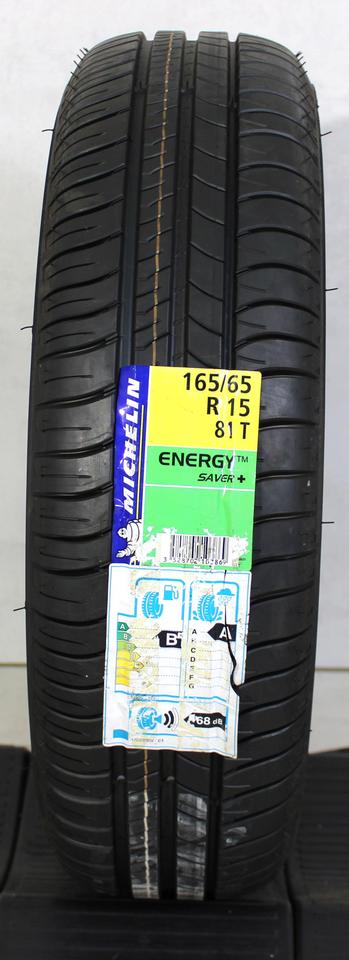 MICHELIN
165/65
R 15
81 T
ENERGY™
SAVER +
A
B
B
A
A
C
D
F
G
68 dB